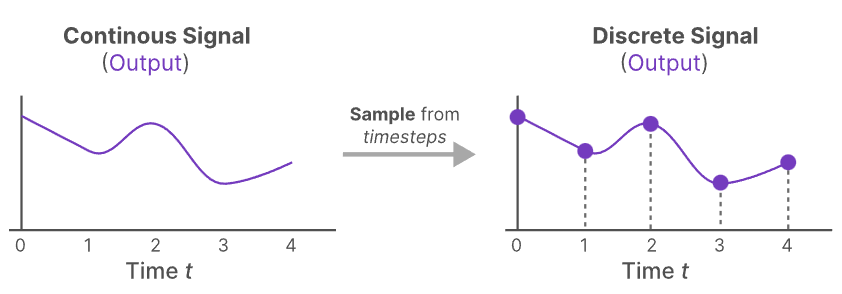 Continous Signal
(Output)
0 1 2 3 4
Time t
Sample from
timesteps
Discrete Signal
(Output)
0 1 2 3 4
Time t